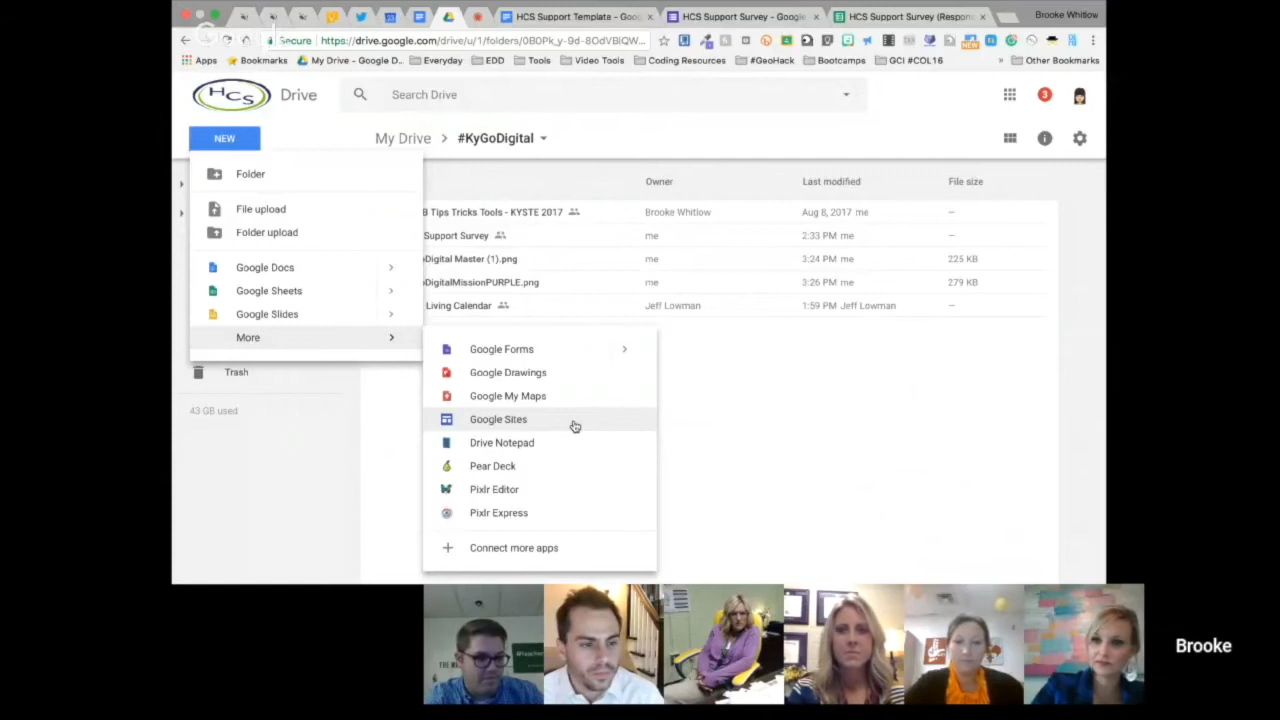 HCS Support Template - Goog
HCS Support Survey - Google
HCS Support Survey (Respon
Brooke Whitlow
Secure
https://drive.google.com/drive/u/1/folders/0B0Pk_y-9d-8OdVBIQW...
Apps
Bookmarks
My Drive - Google D...
Everyday
EDD
Tools
Video Tools
Coding Resources
#GeoHack
Bootcamps
GCI #COL16
»
Other Bookmarks
HCS
Drive
Search Drive
3
NEW
My Drive > #KyGoDigital
Folder
File upload
Folder upload
Google Docs
Google Sheets
Google Slides
More
Trash
43 GB used
Owner
Last modified
File size
B Tips Tricks Tools - KYSTE 2017
Brooke Whitlow
Aug 8, 2017 me
—
Support Survey
me
2:33 PM me
—
oDigital Master (1).png
me
3:24 PM me
225 KB
oDigitalMissionPURPLE.png
me
3:26 PM me
279 KB
Living Calendar
Jeff Lowman
1:59 PM Jeff Lowman
—
Google Forms
Google Drawings
Google My Maps
Google Sites
Drive Notepad
Pear Deck
Pixlr Editor
Pixlr Express
Connect more apps
Brooke